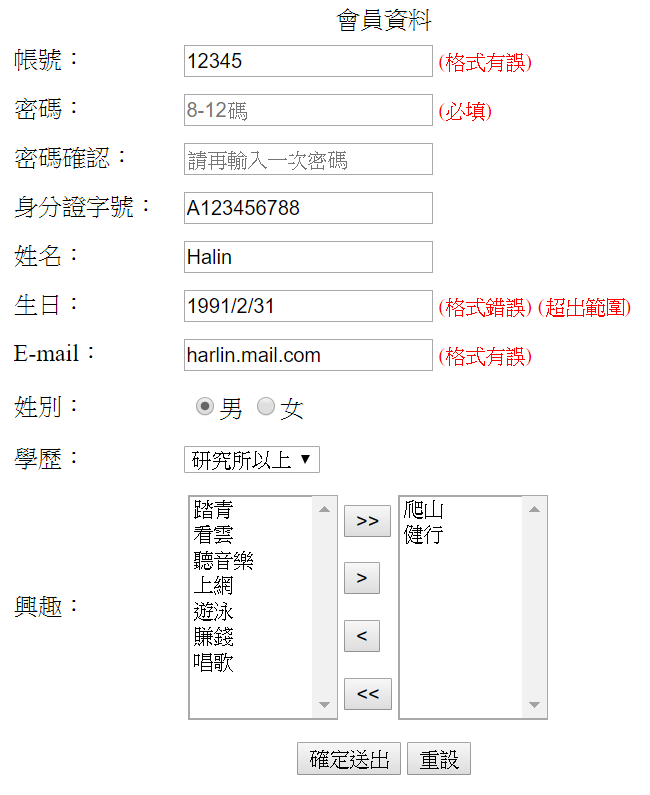 會員資料
帳號： 12345 (格式有誤)
密碼： 8-12碼 (必填)
密碼確認： 請再輸入一次密碼
身分證字號： A123456788
姓名： Halin
生日： 1991/2/31 (格式錯誤) (超出範圍)
E-mail： harlin.mail.com (格式有誤)
姓別： 男 女
學歷： 研究所以上
興趣：
踏青
看雲
聽音樂
上網
遊泳
賺錢
唱歌
>>
>
<
<<
爬山
健行
確定送出 重設